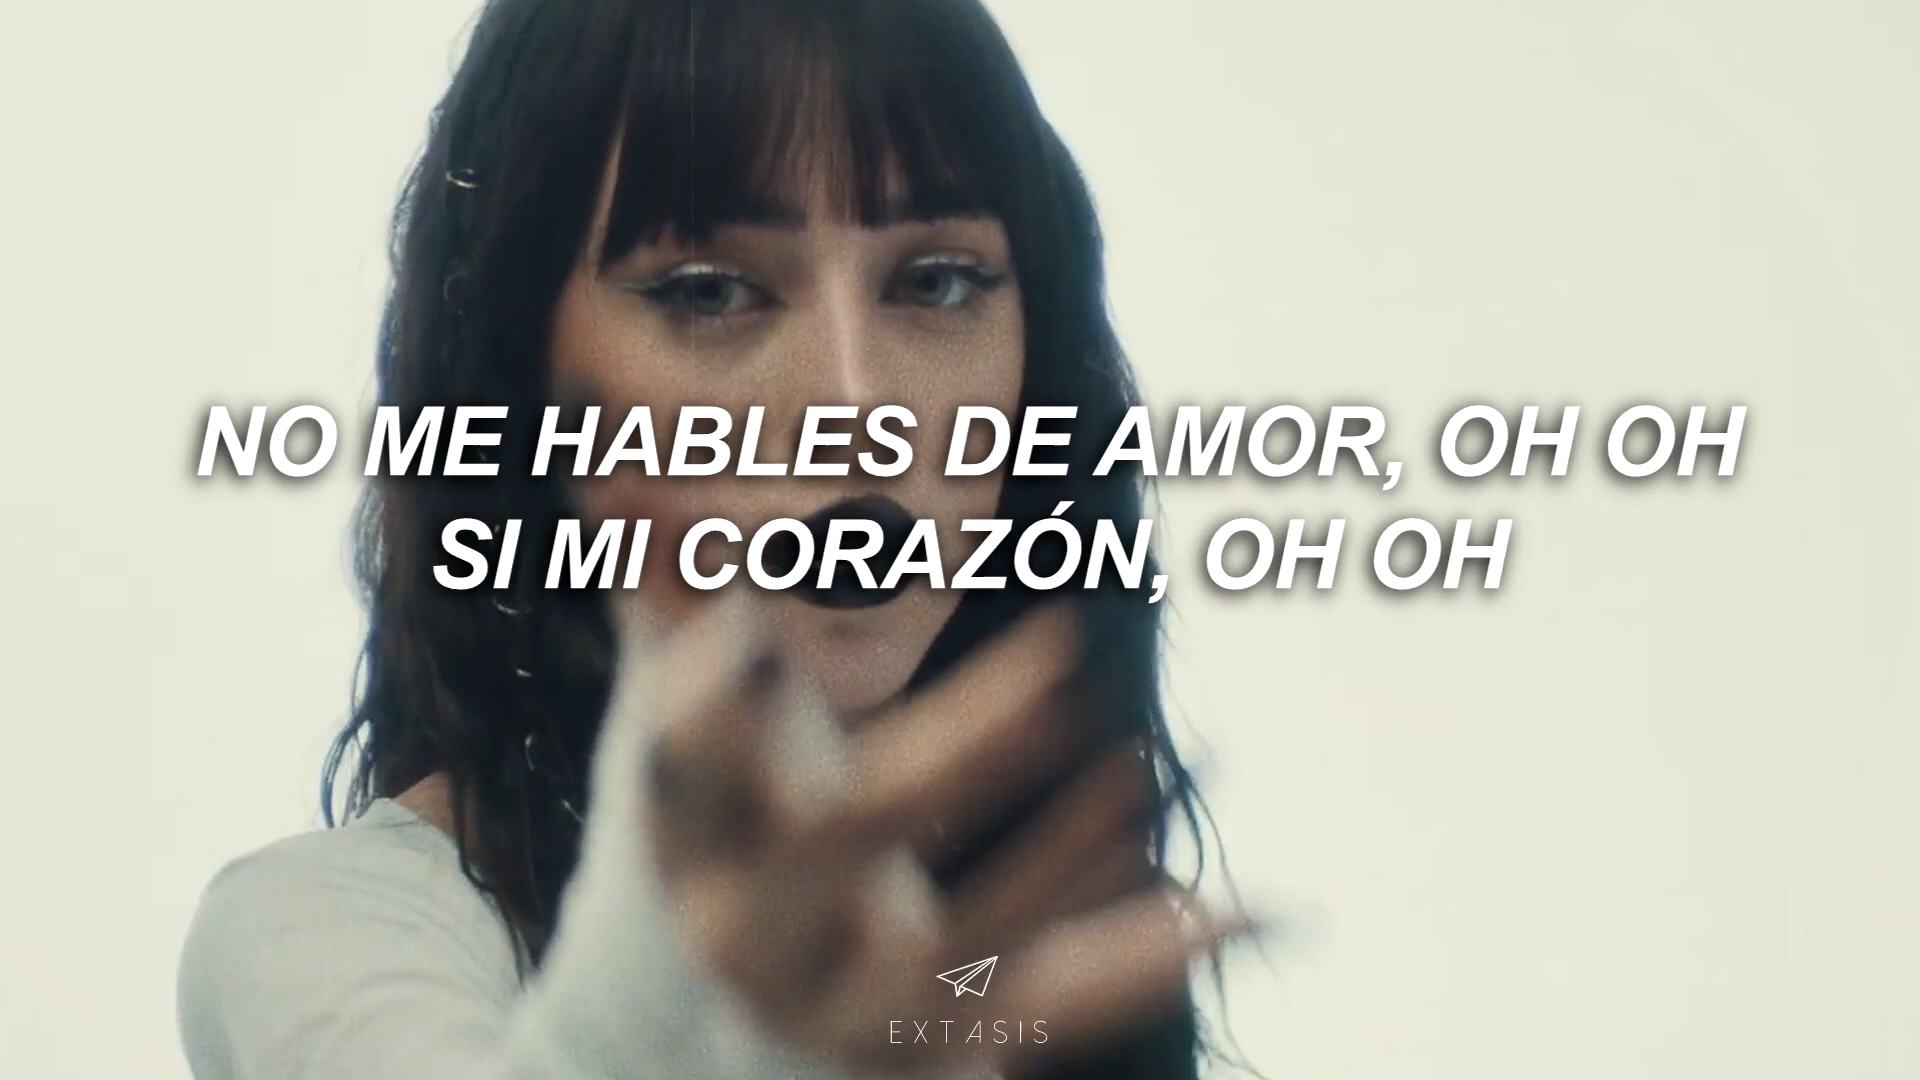 NO ME HABLES DE AMOR, OH OH
SI MI CORAZÓN, OH OH
EXTASIS